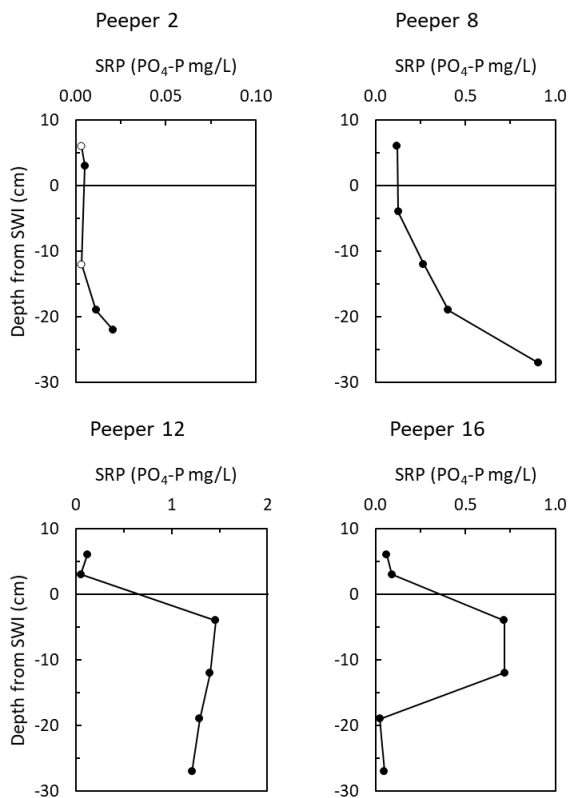 Peeper 2
SRP (PO₄-P mg/L)
0.00 0.05 0.10
10
0
-10
-20
-30
Depth from SWI (cm)
Peeper 8
SRP (PO₄-P mg/L)
0.0 0.5 1.0
10
0
-10
-20
-30
Peeper 12
SRP (PO₄-P mg/L)
0 1 2
10
0
-10
-20
-30
Depth from SWI (cm)
Peeper 16
SRP (PO₄-P mg/L)
0.0 0.5 1.0
10
0
-10
-20
-30